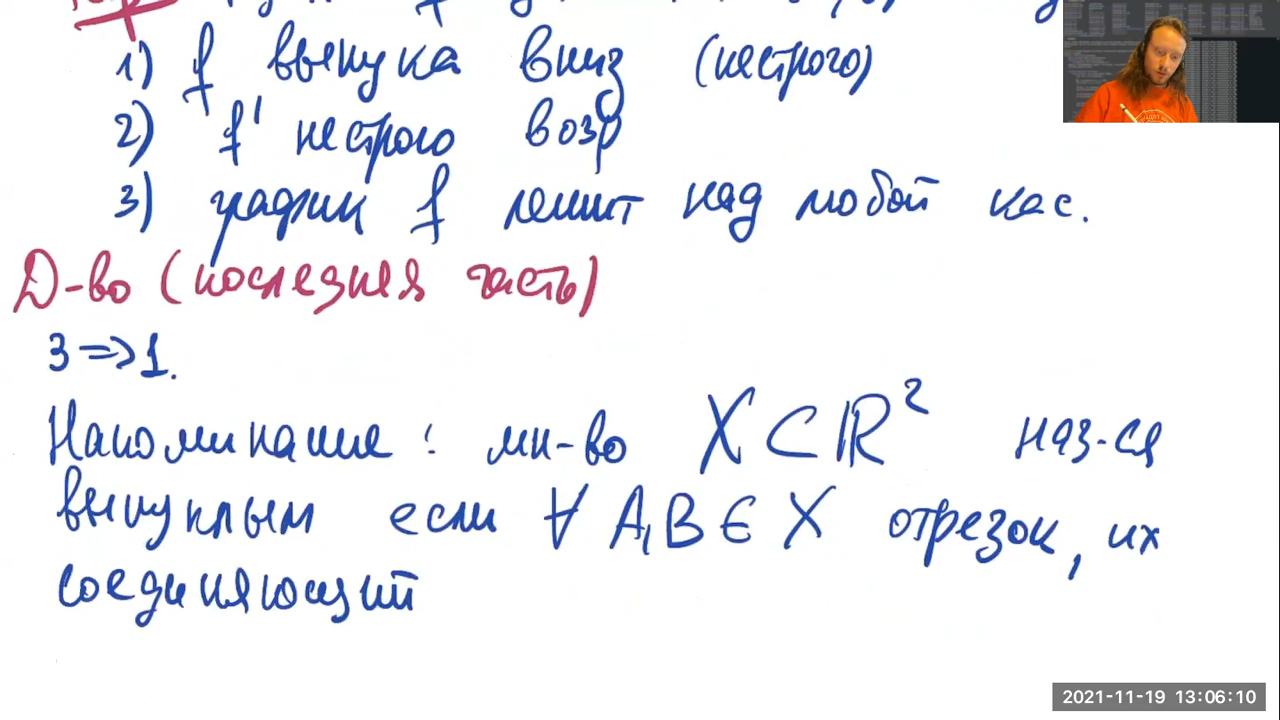 1) f выпукла вниз (нестрого)
2) f' нестрого возр
3) график f лежит над любой кас.
Д-во (последняя часть)
3 => 1.
Напоминание: мн-во X ⊂ ℝ² наз-ся
выпуклым если ∀ A, B ∈ X отрезок, их
соединяющий
2021-11-19 13:06:10